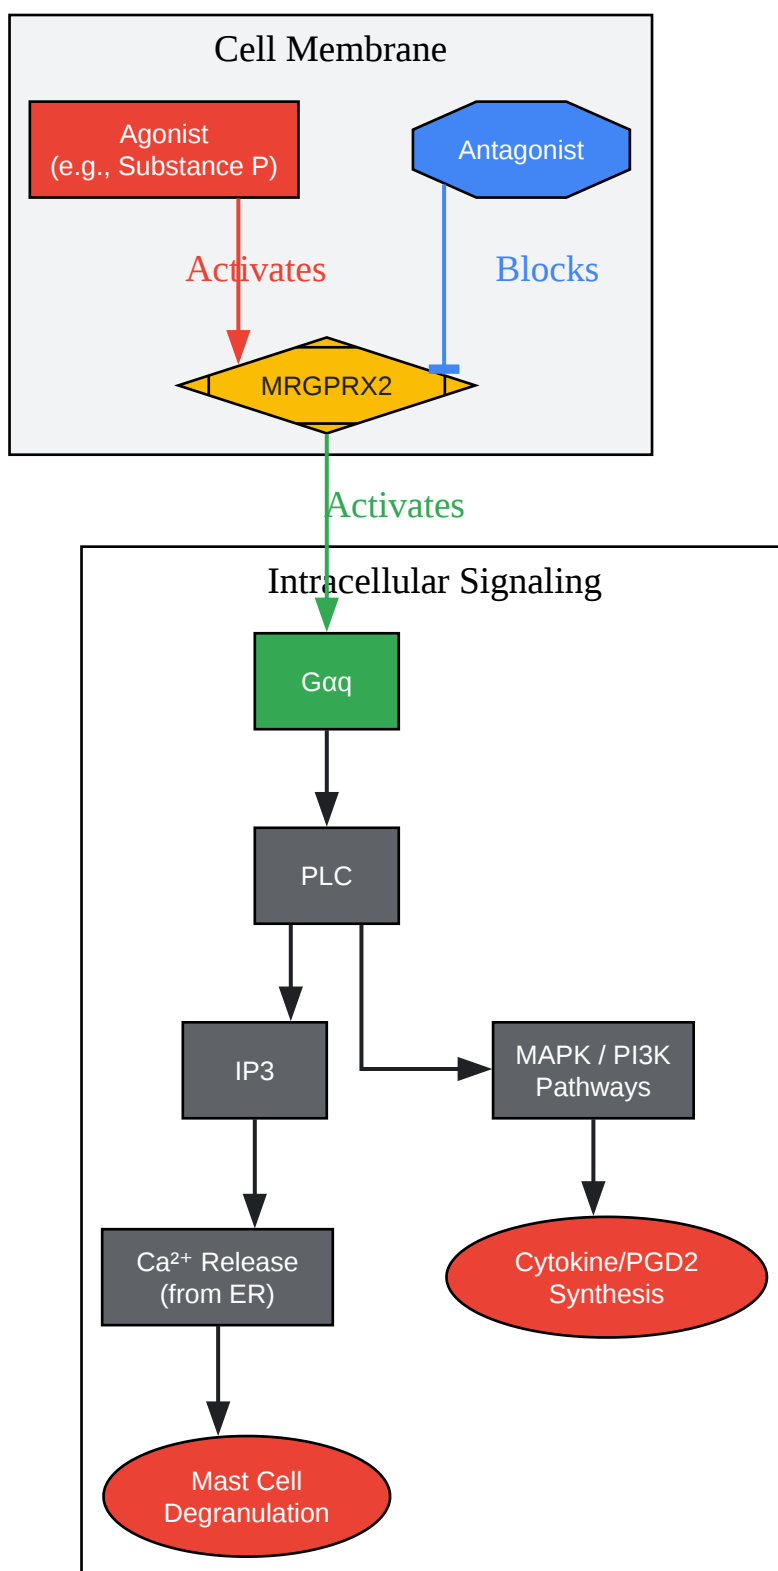 Cell Membrane
Agonist
(e.g., Substance P)
Antagonist
Activates
Blocks
MRGPRX2
Activates
Intracellular Signaling
Gαq
PLC
IP3
MAPK / PI3K
Pathways
Ca²⁺ Release
(from ER)
Cytokine/PGD2
Synthesis
Mast Cell
Degranulation